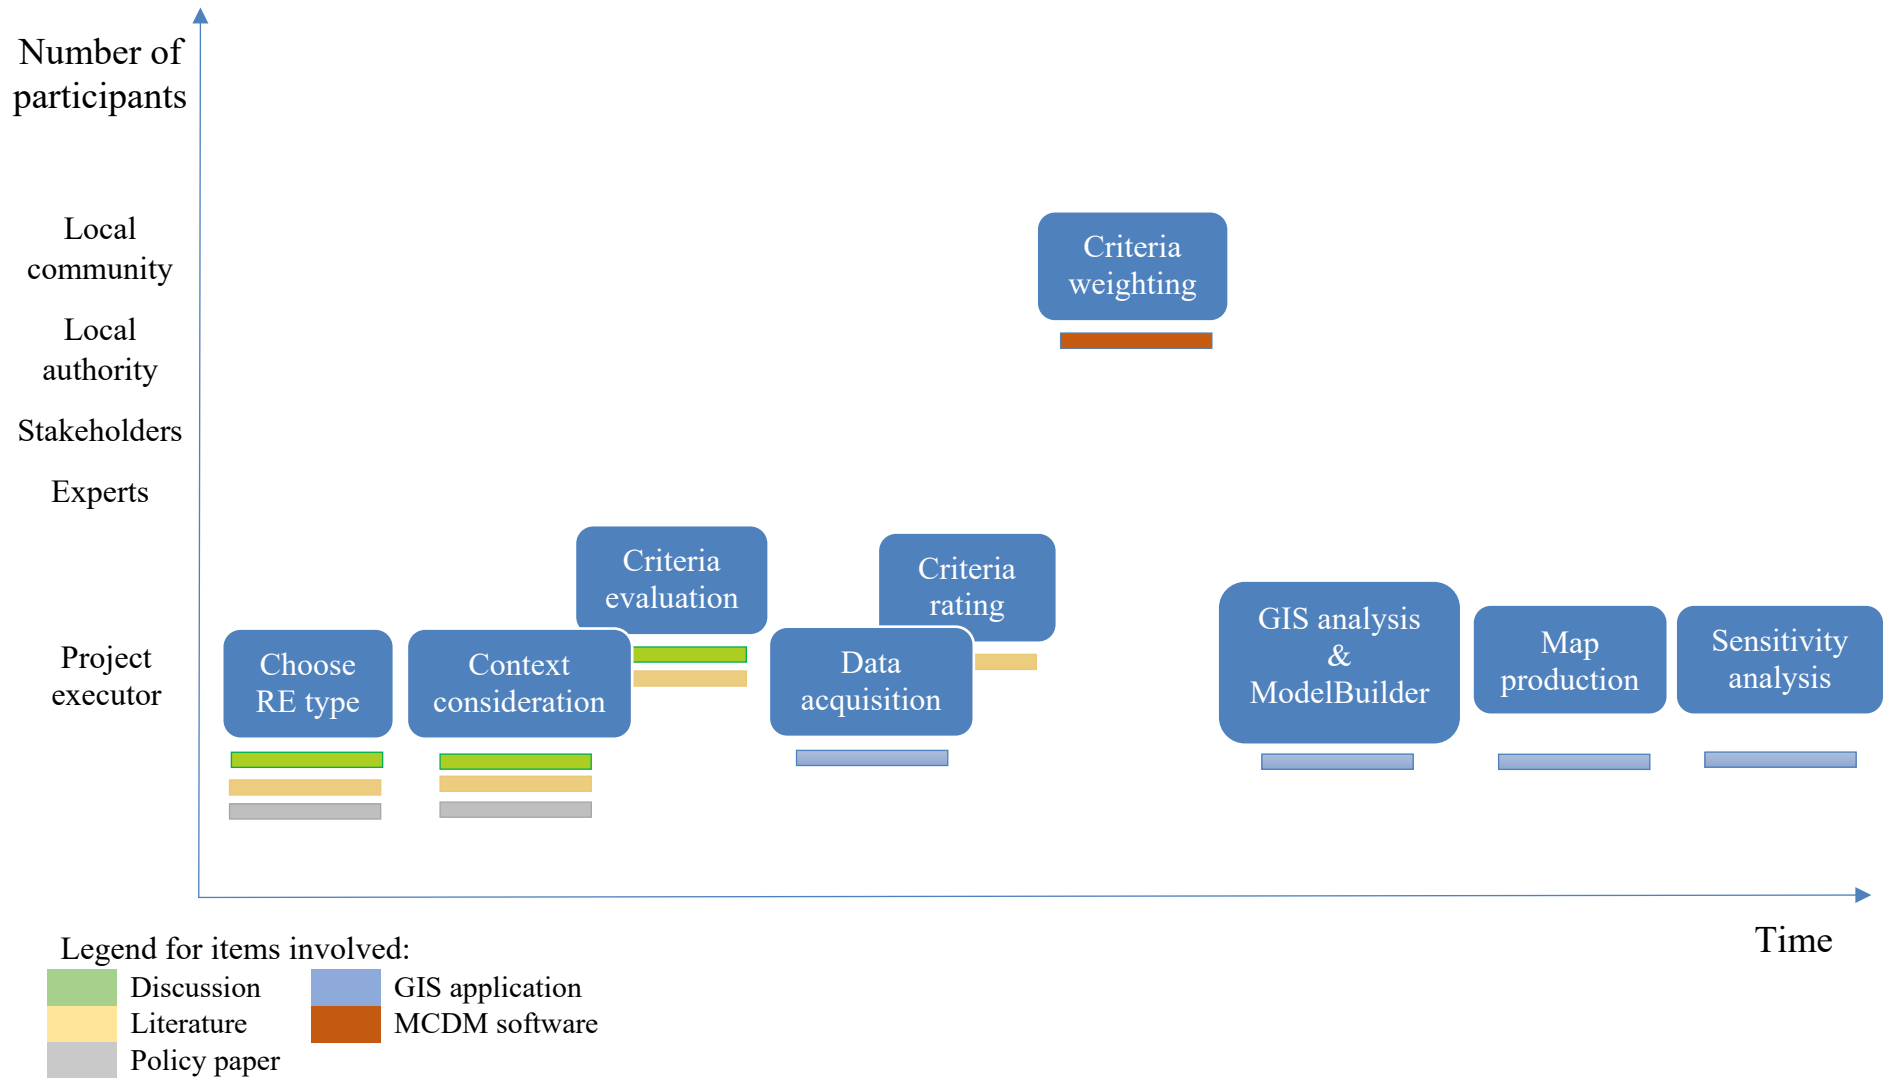 Number of
participants
Local
community
Local
authority
Stakeholders
Experts
Project
executor
Criteria
weighting
Criteria
evaluation
Criteria
rating
Choose
RE type
Context
consideration
Data
acquisition
GIS analysis
&
ModelBuilder
Map
production
Sensitivity
analysis
Time
Legend for items involved:
Discussion
Literature
Policy paper
GIS application
MCDM software